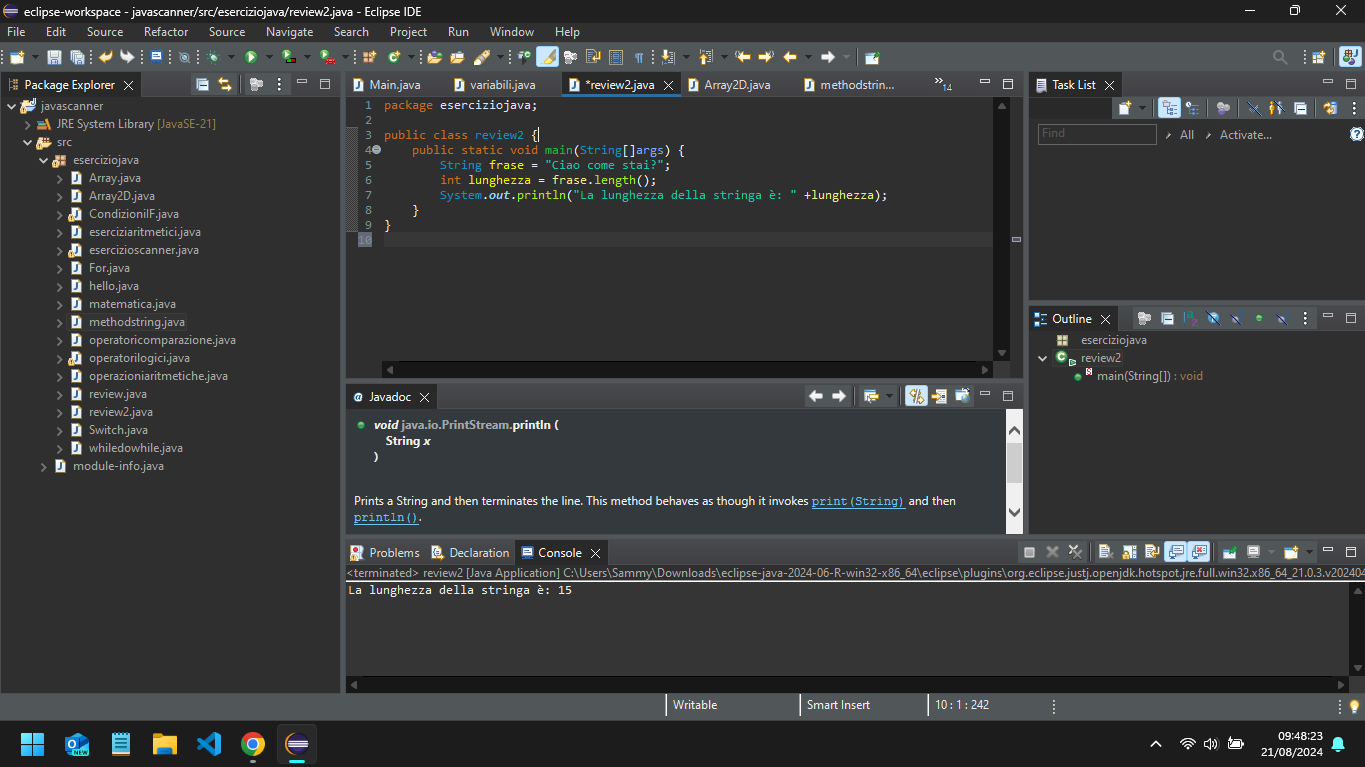 eclipse-workspace - javascanner/src/eserciziojava/review2.java - Eclipse IDE
File Edit Source Refactor Source Navigate Search Project Run Window Help
Package Explorer
javascanner
JRE System Library [JavaSE-21]
src
eserciziojava
Array.java
Array2D.java
CondizioniIF.java
eserciziaritmetici.java
esercizioscanner.java
For.java
hello.java
matematica.java
methodstring.java
operatoricomparazione.java
operatorilogici.java
operazioniaritmetiche.java
review.java
review2.java
Switch.java
whiledowhile.java
module-info.java
Main.java variabili.java *review2.java Array2D.java methodstrin... »14
1 package eserciziojava;
2
3 public class review2 {
4 public static void main(String[]args) {
5 String frase = "Ciao come stai?";
6 int lunghezza = frase.length();
7 System.out.println("La lunghezza della stringa è: " +lunghezza);
8 }
9 }
10
Javadoc
void java.io.PrintStream.println (
String x
)
Prints a String and then terminates the line. This method behaves as though it invokes print(String) and then
println().
Problems Declaration Console
<terminated> review2 [Java Application] C:\Users\Sammy\Downloads\eclipse-java-2024-06-R-win32-x86_64\eclipse\plugins\org.eclipse.justj.openjdk.hotspot.jre.full.win32.x86_64_21.0.3.v202404
La lunghezza della stringa è: 15
Task List
Find All Activate...
Outline
eserciziojava
review2
main(String[]) : void
Writable Smart Insert 10 : 1 : 242
NEW
09:48:23
21/08/2024